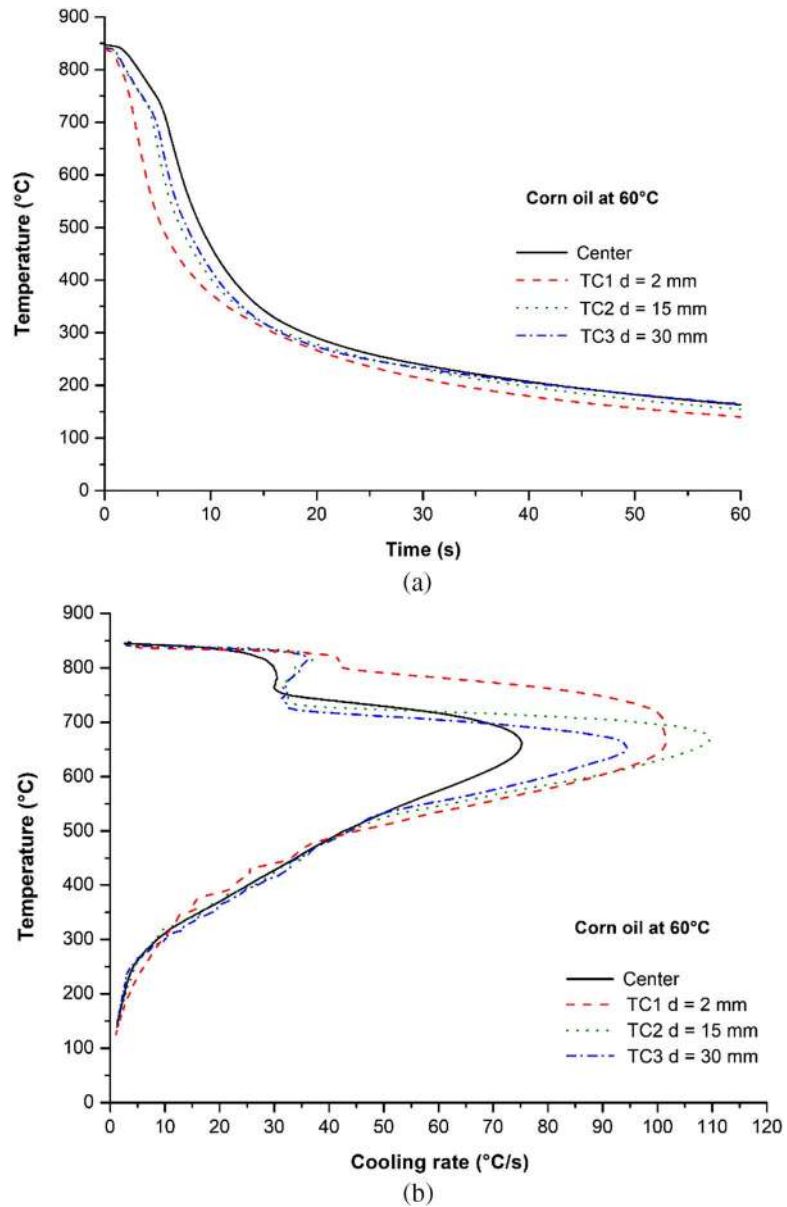 900
800
700
600
500
400
300
200
100
0
Temperature (°C)
Corn oil at 60°C
Center
TC1 d = 2 mm
TC2 d = 15 mm
TC3 d = 30 mm
0 10 20 30 40 50 60
Time (s)
(a)
900
800
700
600
500
400
300
200
100
0
Temperature (°C)
Corn oil at 60°C
Center
TC1 d = 2 mm
TC2 d = 15 mm
TC3 d = 30 mm
0 10 20 30 40 50 60 70 80 90 100 110 120
Cooling rate (°C/s)
(b)